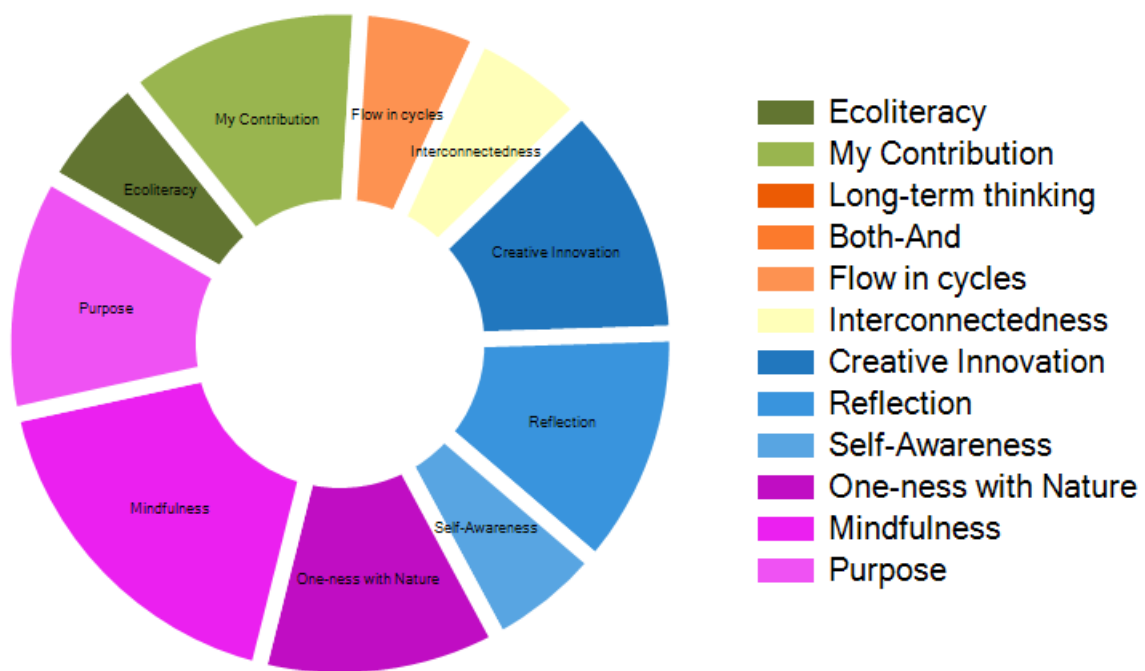 My Contribution
Flow in cycles
Interconnectedness
Ecoliteracy
Creative Innovation
Purpose
Reflection
Mindfulness
Self-Awareness
One-ness with Nature
Ecoliteracy
My Contribution
Long-term thinking
Both-And
Flow in cycles
Interconnectedness
Creative Innovation
Reflection
Self-Awareness
One-ness with Nature
Mindfulness
Purpose